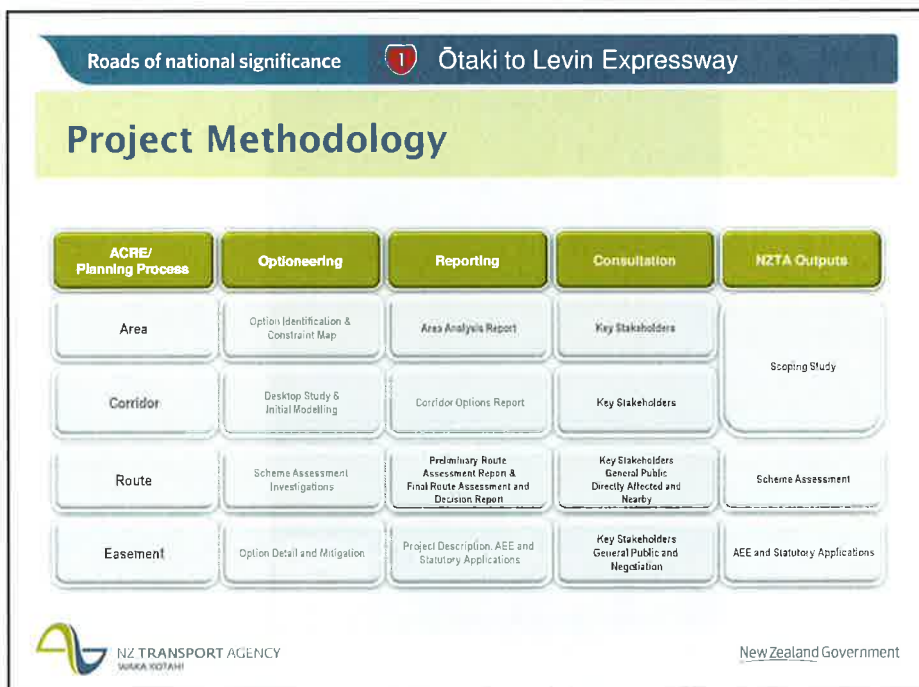 Roads of national significance
1
Ōtaki to Levin Expressway
Project Methodology
ACRE/
Planning Process
Optioneering
Reporting
Consultation
NZTA Outputs
Area
Option Identification &
Constraint Map
Area Analysis Report
Key Stakeholders
Scoping Study
Corridor
Desktop Study &
Initial Modelling
Corridor Options Report
Key Stakeholders
Route
Scheme Assessment
Investigations
Preliminary Route
Assessment Report &
Final Route Assessment and
Decision Report
Key Stakeholders
General Public
Directly Affected and
Nearby
Scheme Assessment
Easement
Option Detail and Mitigation
Project Description, AEE and
Statutory Applications
Key Stakeholders
General Public and
Negotiation
AEE and Statutory Applications
NZ TRANSPORT AGENCY
WAKA KOTAHI
New Zealand Government